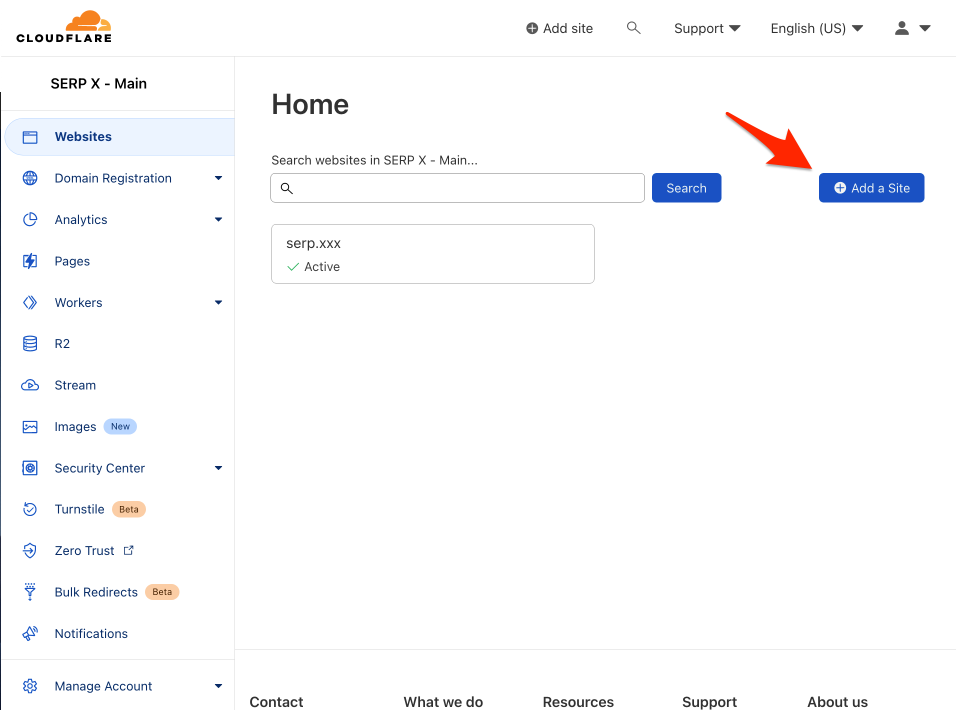 CLOUDFLARE
Add site
Support
English (US)
SERP X - Main
Websites
Domain Registration
Analytics
Pages
Workers
R2
Stream
Images New
Security Center
Turnstile Beta
Zero Trust
Bulk Redirects Beta
Notifications
Manage Account
Home
Search websites in SERP X - Main...
Search
Add a Site
serp.xxx
Active
Contact
What we do
Resources
Support
About us